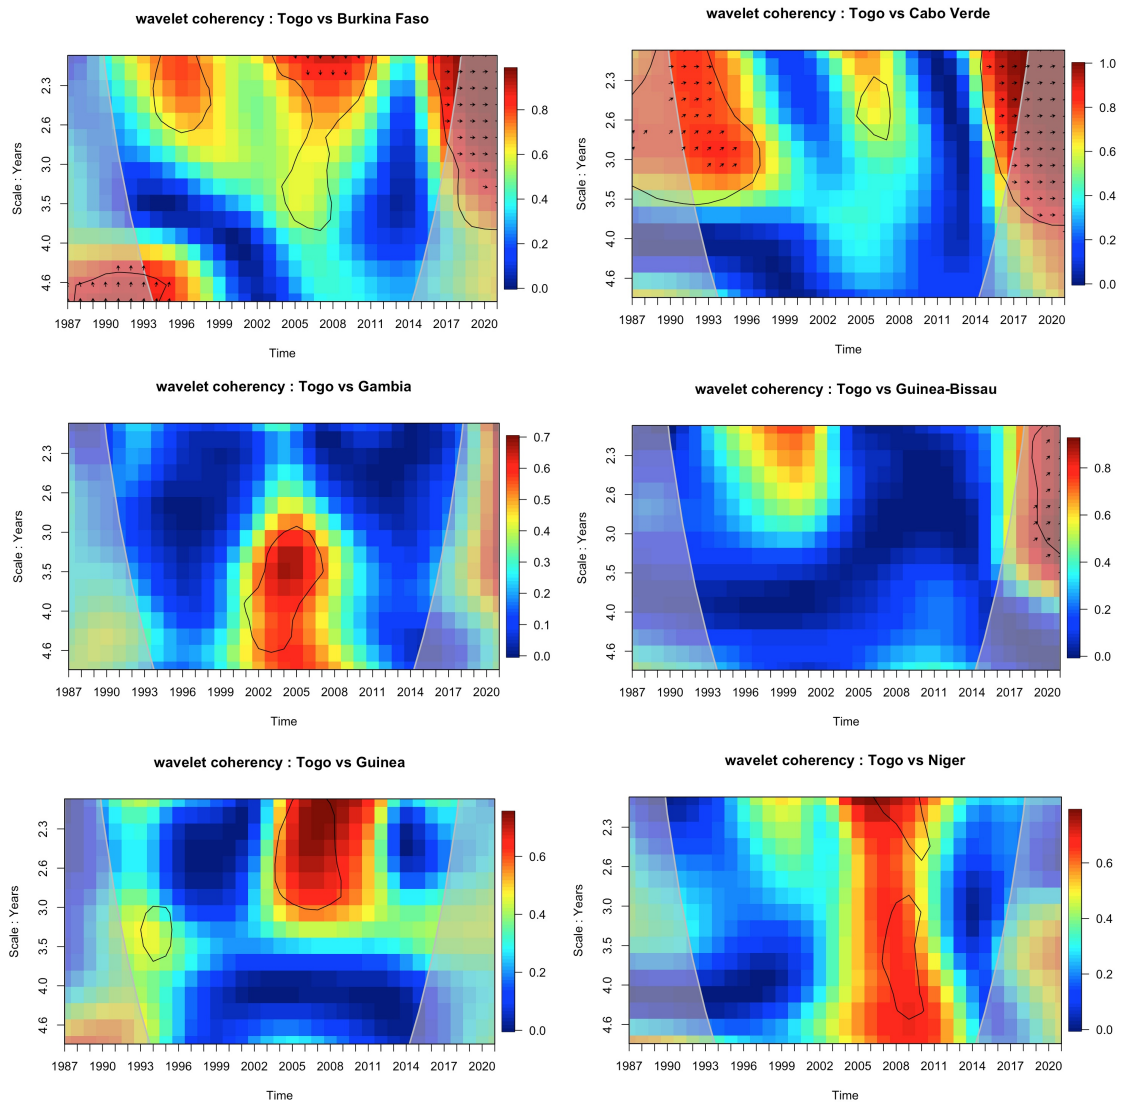 wavelet coherency : Togo vs Burkina Faso
Scale : Years
2.3
2.6
3.0
3.5
4.0
4.6
1987 1990 1993 1996 1999 2002 2005 2008 2011 2014 2017 2020
Time
0.8
0.6
0.4
0.2
0.0
wavelet coherency : Togo vs Cabo Verde
Scale : Years
2.3
2.6
3.0
3.5
4.0
4.6
1987 1990 1993 1996 1999 2002 2005 2008 2011 2014 2017 2020
Time
1.0
0.8
0.6
0.4
0.2
0.0
wavelet coherency : Togo vs Gambia
Scale : Years
2.3
2.6
3.0
3.5
4.0
4.6
1987 1990 1993 1996 1999 2002 2005 2008 2011 2014 2017 2020
Time
0.7
0.6
0.5
0.4
0.3
0.2
0.1
0.0
wavelet coherency : Togo vs Guinea-Bissau
Scale : Years
2.3
2.6
3.0
3.5
4.0
4.6
1987 1990 1993 1996 1999 2002 2005 2008 2011 2014 2017 2020
Time
0.8
0.6
0.4
0.2
0.0
wavelet coherency : Togo vs Guinea
Scale : Years
2.3
2.6
3.0
3.5
4.0
4.6
1987 1990 1993 1996 1999 2002 2005 2008 2011 2014 2017 2020
Time
0.6
0.4
0.2
0.0
wavelet coherency : Togo vs Niger
Scale : Years
2.3
2.6
3.0
3.5
4.0
4.6
1987 1990 1993 1996 1999 2002 2005 2008 2011 2014 2017 2020
Time
0.6
0.4
0.2
0.0